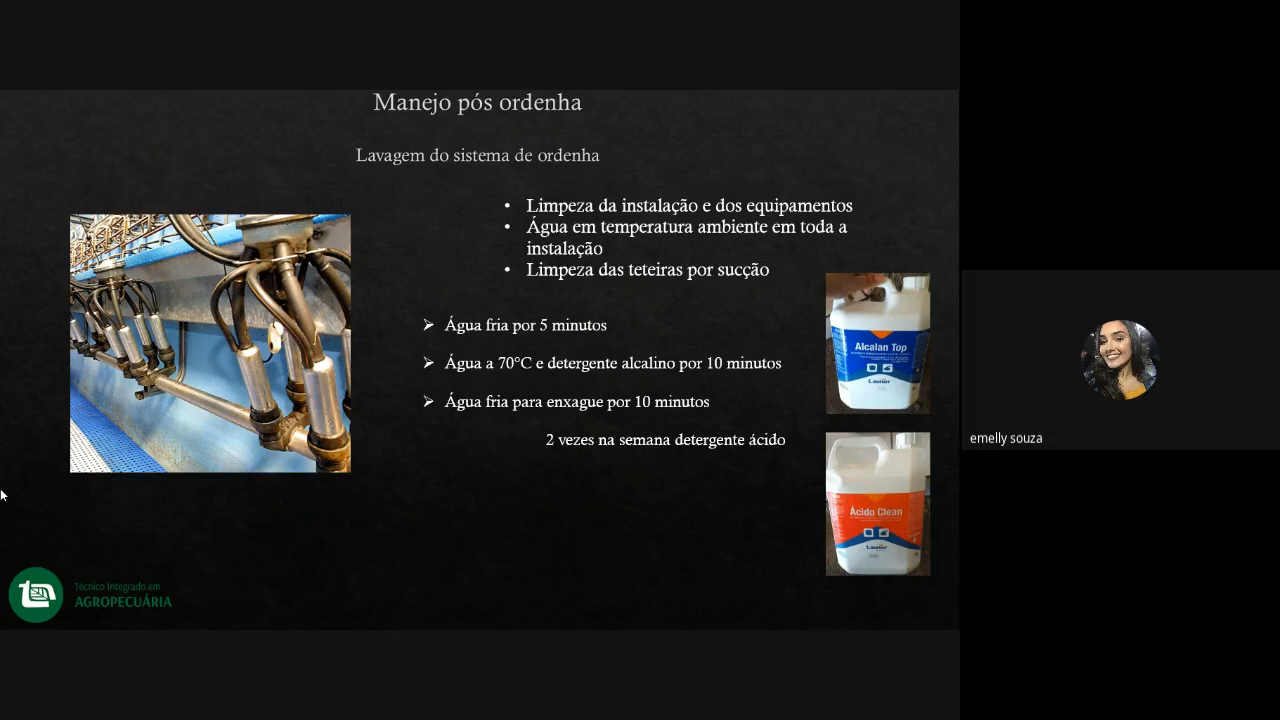 Manejo pós ordenha
Lavagem do sistema de ordenha
• Limpeza da instalação e dos equipamentos
• Água em temperatura ambiente em toda a
instalação
• Limpeza das teteiras por sucção
➢ Água fria por 5 minutos
➢ Água a 70°C e detergente alcalino por 10 minutos
➢ Água fria para enxague por 10 minutos
2 vezes na semana detergente ácido
Alcalan Top
Launer
Ácido Clean
Launer
emelly souza
Técnico Integrado em
AGROPECUÁRIA